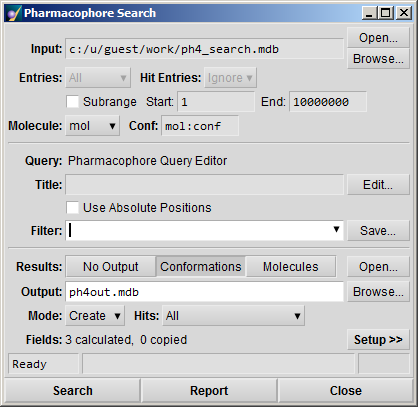 Pharmacophore Search
Input: c:/u/guest/work/ph4_search.mdb Open...
Browse...
Entries: All Hit Entries: Ignore
Subrange Start: 1 End: 10000000
Molecule: mol Conf: mol:conf
Query: Pharmacophore Query Editor
Title: Edit...
Use Absolute Positions
Filter: Save...
Results: No Output Conformations Molecules Open...
Output: ph4out.mdb Browse...
Mode: Create Hits: All
Fields: 3 calculated, 0 copied Setup >>
Ready
Search Report Close